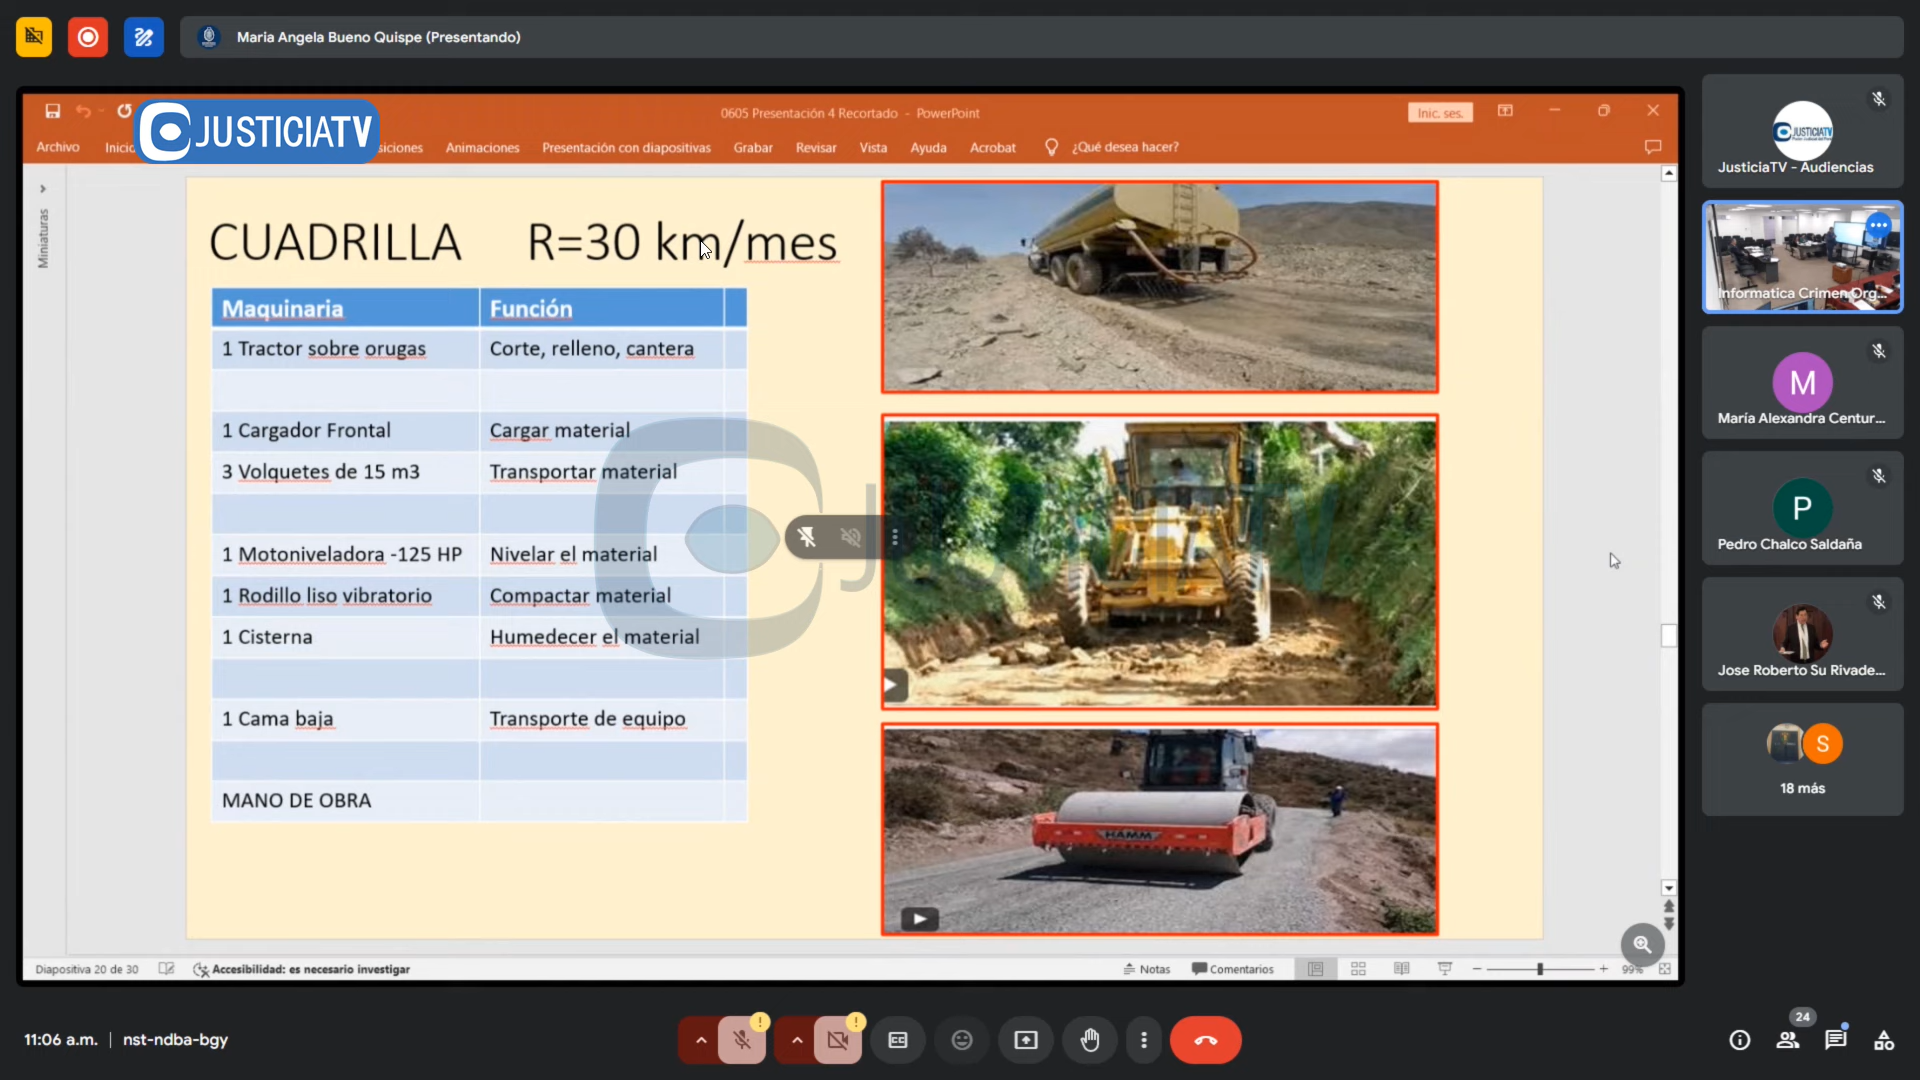 Maria Angela Bueno Quispe (Presentando)
0605 Presentación 4 Recortado - PowerPoint
Inic. ses.
JUSTICIATV
Archivo
Animaciones
Presentación con diapositivas
Grabar
Revisar
Vista
Ayuda
Acrobat
¿Qué desea hacer?
Miniaturas
CUADRILLA R=30 km/mes
Maquinaria Función
1 Tractor sobre orugas Corte, relleno, cantera
1 Cargador Frontal Cargar material
3 Volquetes de 15 m3 Transportar material
1 Motoniveladora -125 HP Nivelar el material
1 Rodillo liso vibratorio Compactar material
1 Cisterna Humedecer el material
1 Cama baja Transporte de equipo
MANO DE OBRA
JUSTICIATV
HAMM
Diapositiva 20 de 30
Accesibilidad: es necesario investigar
Notas
Comentarios
99%
JUSTICIATV
JusticiaTV - Audiencias
Informatica Crimen Org...
M
María Alexandra Centur...
P
Pedro Chalco Saldaña
Jose Roberto Su Rivade...
S
18 más
11:06 a.m. | nst-ndba-bgy
24